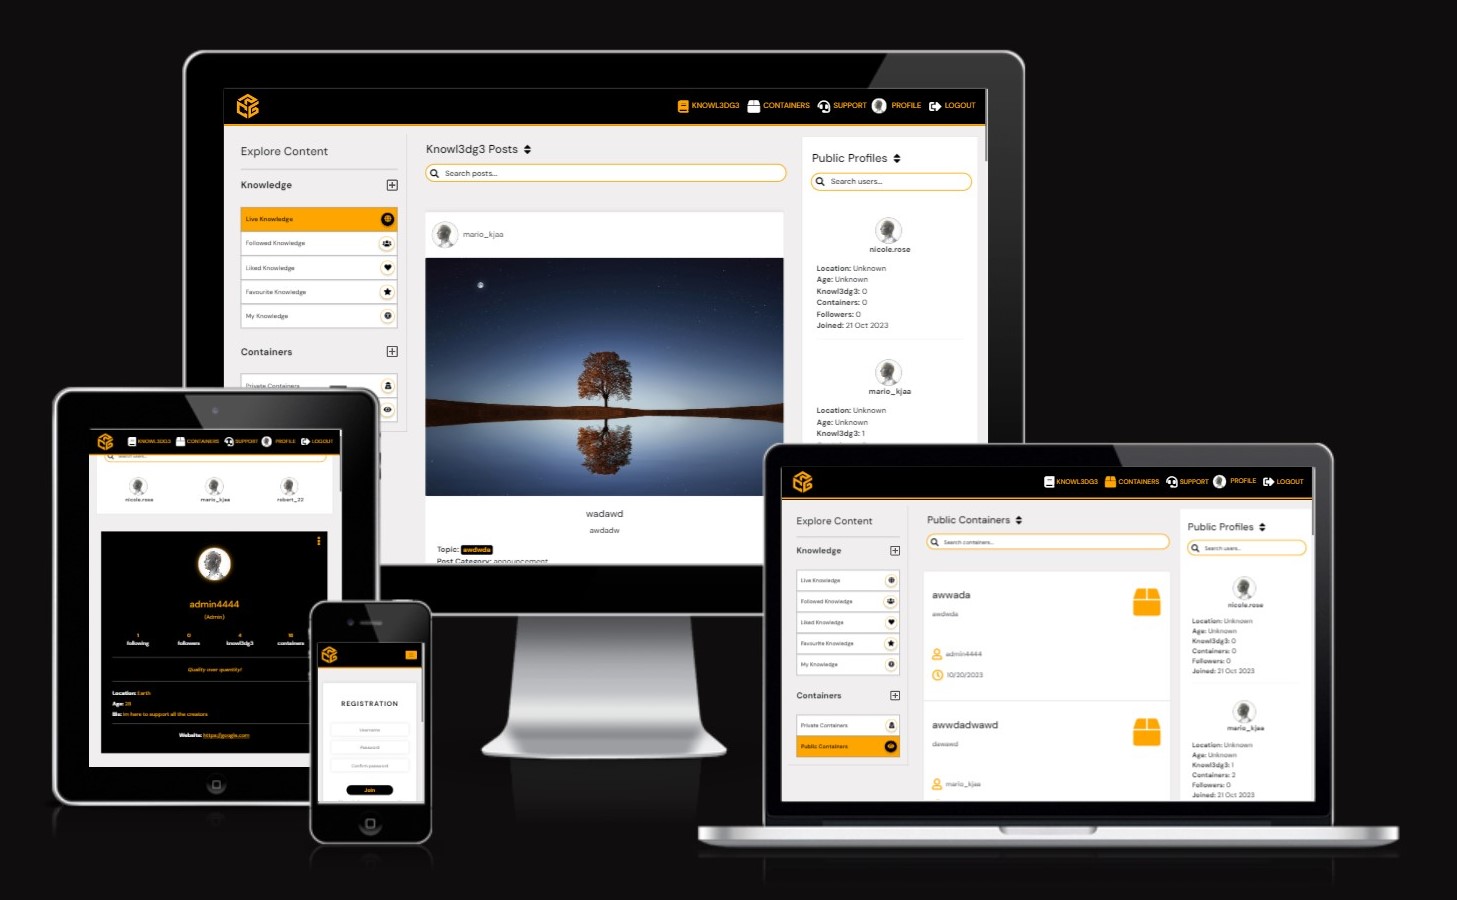 KNOWL3DG3 CONTAINERS SUPPORT PROFILE LOGOUT
Explore Content
Knowledge
Live Knowledge
Followed Knowledge
Liked Knowledge
Favourite Knowledge
My Knowledge
Containers
Private Containers
Knowl3dg3 Posts
Search posts...
mario_kjaa
wadawd
awdadw
Topic: awdwda
Post Category: announcement
Public Profiles
Search users...
nicole.rose
Location: Unknown
Age: Unknown
Knowl3dg3: 0
Containers: 0
Followers: 0
Joined: 21 Oct 2023
mario_kjaa
Location: Unknown
Age: Unknown
Knowl3dg3: 1
KNOWL3DG3 CONTAINERS SUPPORT PROFILE LOGOUT
Search users...
nicole.rose mario_kjaa robert_22
admin4444
(Admin)
1 0 4 18
following followers knowl3dg3 containers
Quality over quantity!
Location: Earth
Age: 28
Bio: Im here to support all the creators
Website: https://google.com
REGISTRATION
Username
Password
Confirm password
Join
KNOWL3DG3 CONTAINERS SUPPORT PROFILE LOGOUT
Explore Content
Knowledge
Live Knowledge
Followed Knowledge
Liked Knowledge
Favourite Knowledge
My Knowledge
Containers
Private Containers
Public Containers
Public Containers
Search containers...
awwada
awdwda
admin4444
10/20/2023
awwdadwawd
dawawd
mario_kjaa
Public Profiles
Search users...
nicole.rose
Location: Unknown
Age: Unknown
Knowl3dg3: 0
Containers: 0
Followers: 0
Joined: 21 Oct 2023
mario_kjaa
Location: Unknown
Age: Unknown
Knowl3dg3: 1
Containers: 2
Followers: 0
Joined: 21 Oct 2023